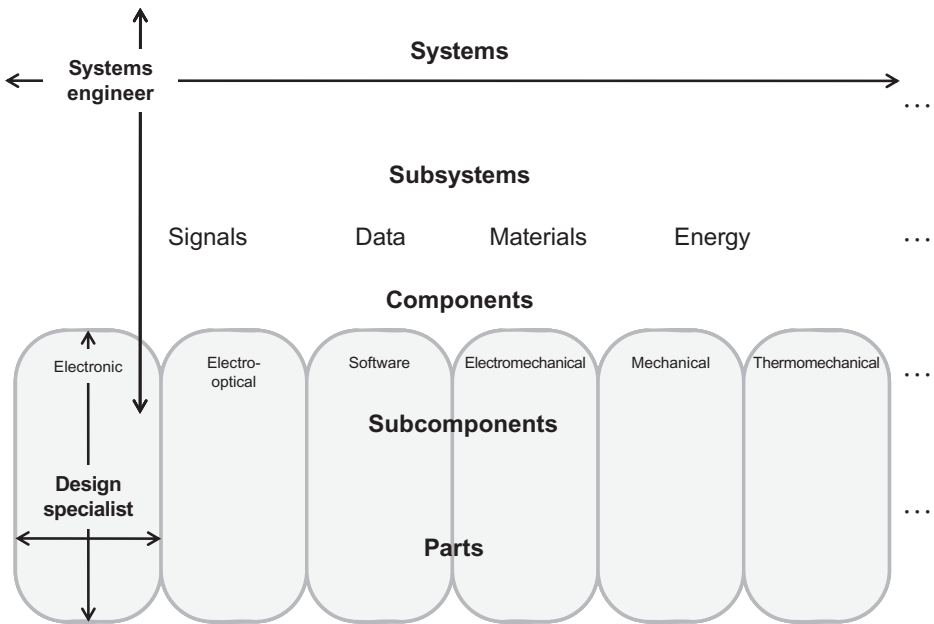 Systems
Systems
engineer
…
Subsystems
Signals Data Materials Energy …
Components
Electronic Electro-
optical Software Electromechanical Mechanical Thermomechanical …
Subcomponents
Design
specialist
…
Parts